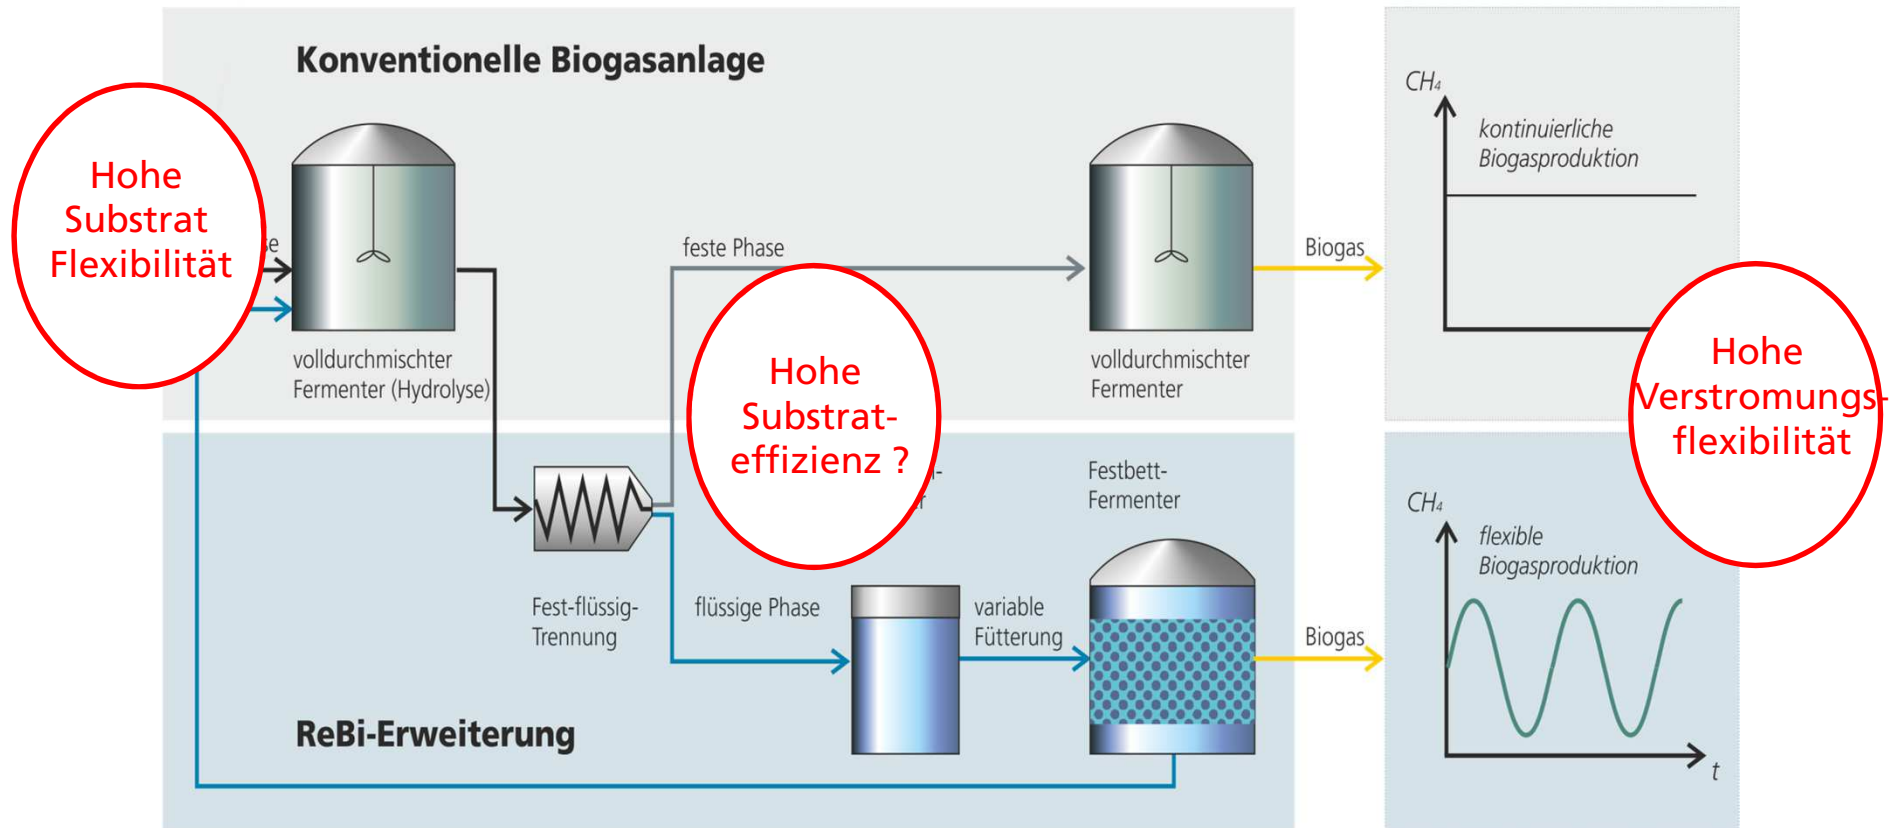 Konventionelle Biogasanlage
Hohe
Substrat
Flexibilität
volldurchmischter
Fermenter (Hydrolyse)
feste Phase
volldurchmischter
Fermenter
Biogas
CH₄
kontinuierliche
Biogasproduktion
Hohe
Substrat-
effizienz ?
Hohe
Verstromungs-
flexibilität
Fest-flüssig-
Trennung
flüssige Phase
variable
Fütterung
Festbett-
Fermenter
Biogas
CH₄
flexible
Biogasproduktion
t
ReBi-Erweiterung